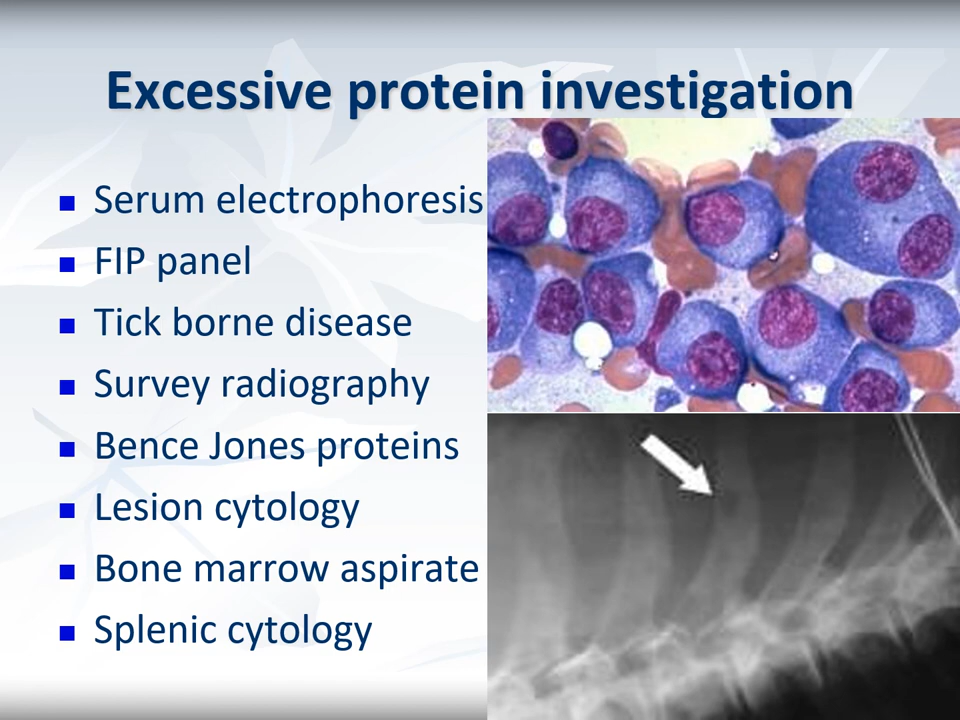 Excessive protein investigation
Serum electrophoresis
FIP panel
Tick borne disease
Survey radiography
Bence Jones proteins
Lesion cytology
Bone marrow aspirate
Splenic cytology